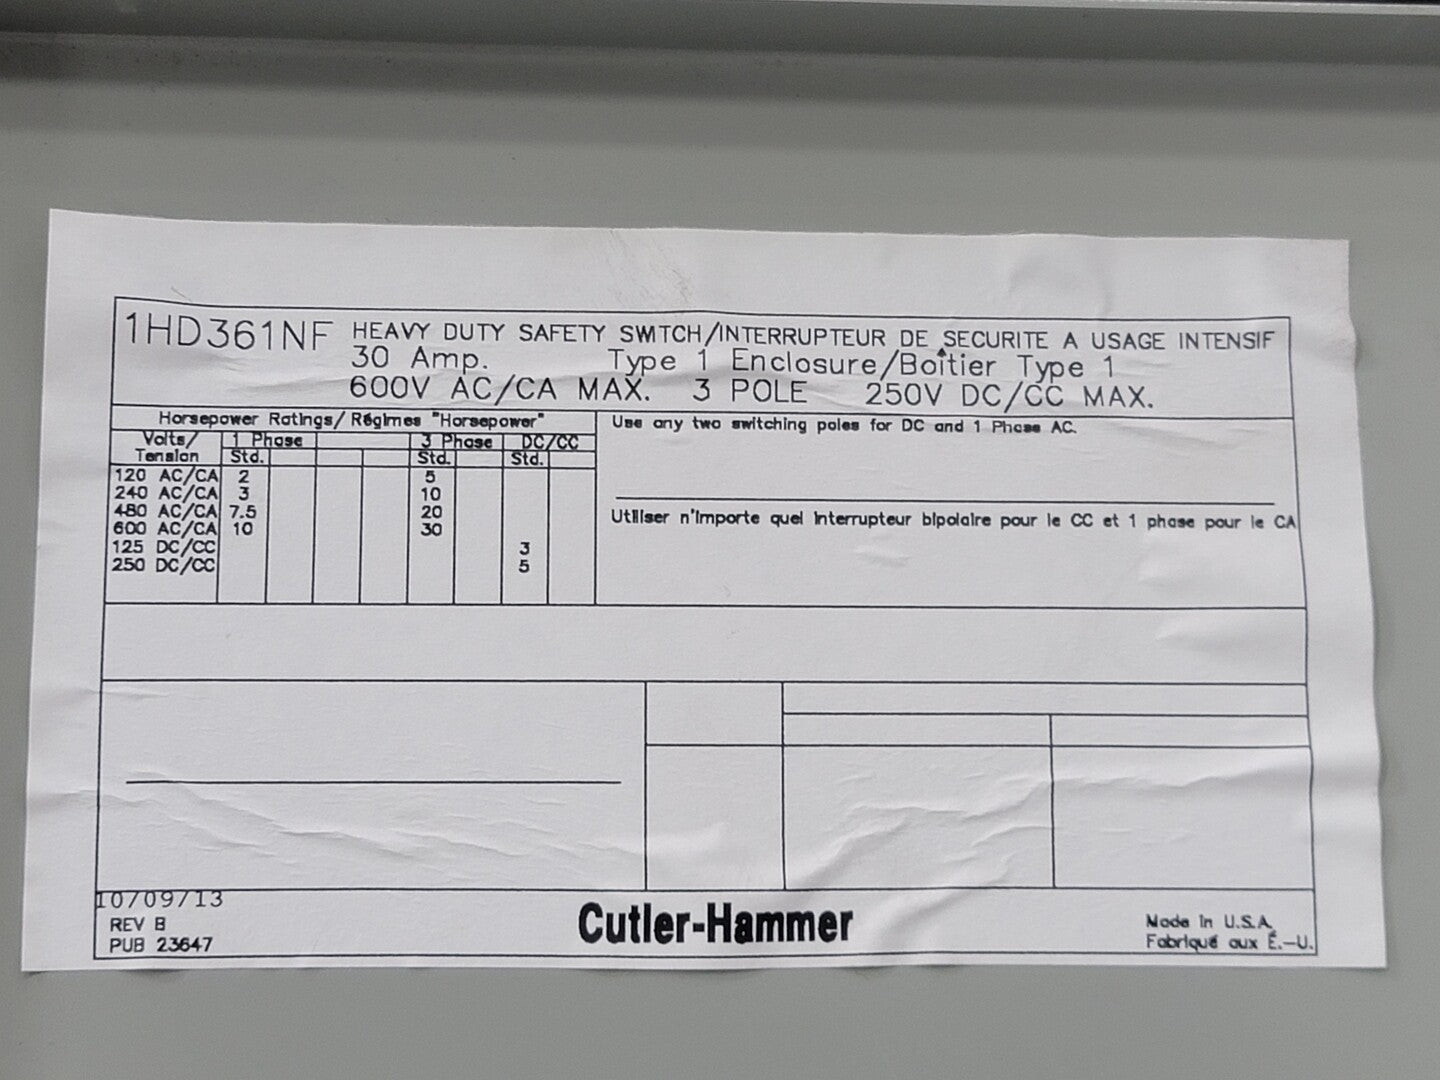 1HD361NF HEAVY DUTY SAFETY SWITCH/INTERRUPTEUR DE SECURITE A USAGE INTENSIF
30 Amp. Type 1 Enclosure/Boîtier Type 1
600V AC/CA MAX. 3 POLE 250V DC/CC MAX.
Horsepower Ratings/ Régimes "Horsepower"
Volts/ 1 Phase 3 Phase DC/CC
Tension Std. Std. Std.
120 AC/CA 2 5
240 AC/CA 3 10
480 AC/CA 7.5 20
600 AC/CA 10 30
125 DC/CC 3
250 DC/CC 5
Use any two switching poles for DC and 1 Phase AC.
Utiliser n'importe quel interrupteur bipolaire pour le CC et 1 phase pour le CA
10/09/13
REV B
PUB 23647
Cutler-Hammer
Made in U.S.A.
Fabriqué aux É.-U.